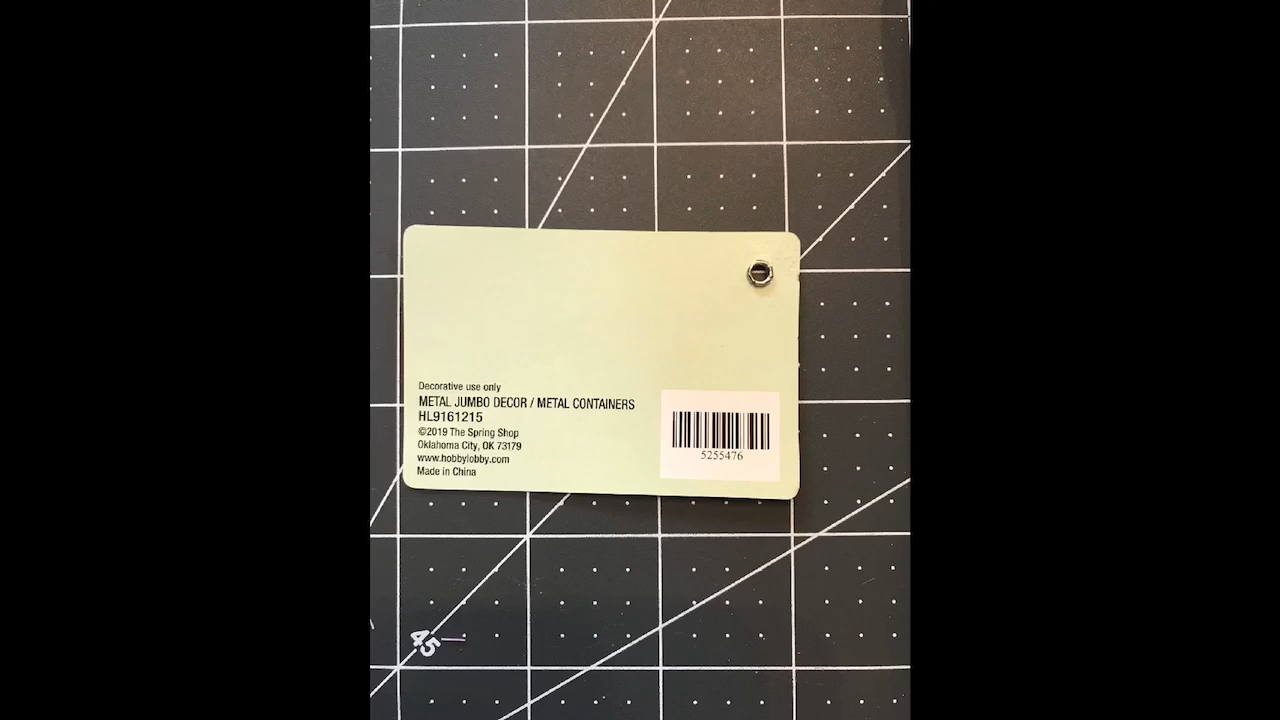 Decorative use only
METAL JUMBO DECOR / METAL CONTAINERS
HL9161215
©2019 The Spring Shop
Oklahoma City, OK 73179
www.hobbylobby.com
Made in China
5255476
45